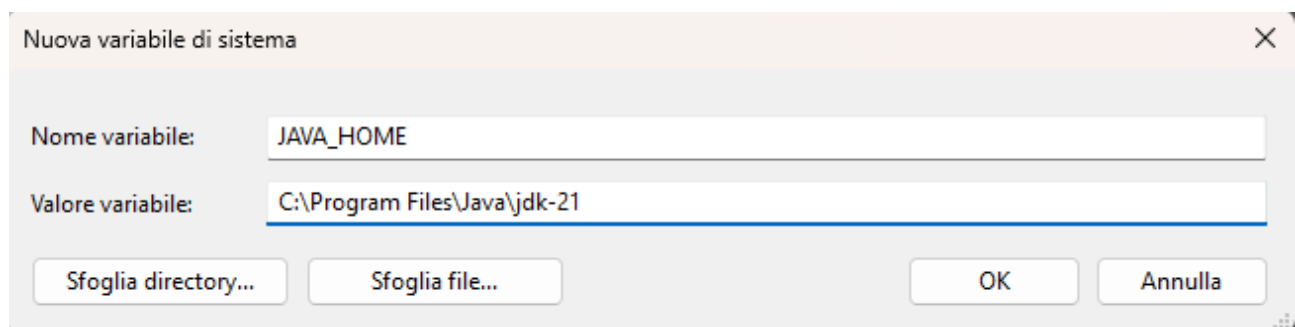 Nuova variabile di sistema
Nome variabile: JAVA_HOME
Valore variabile: C:\Program Files\Java\jdk-21
Sfoglia directory... Sfoglia file... OK Annulla